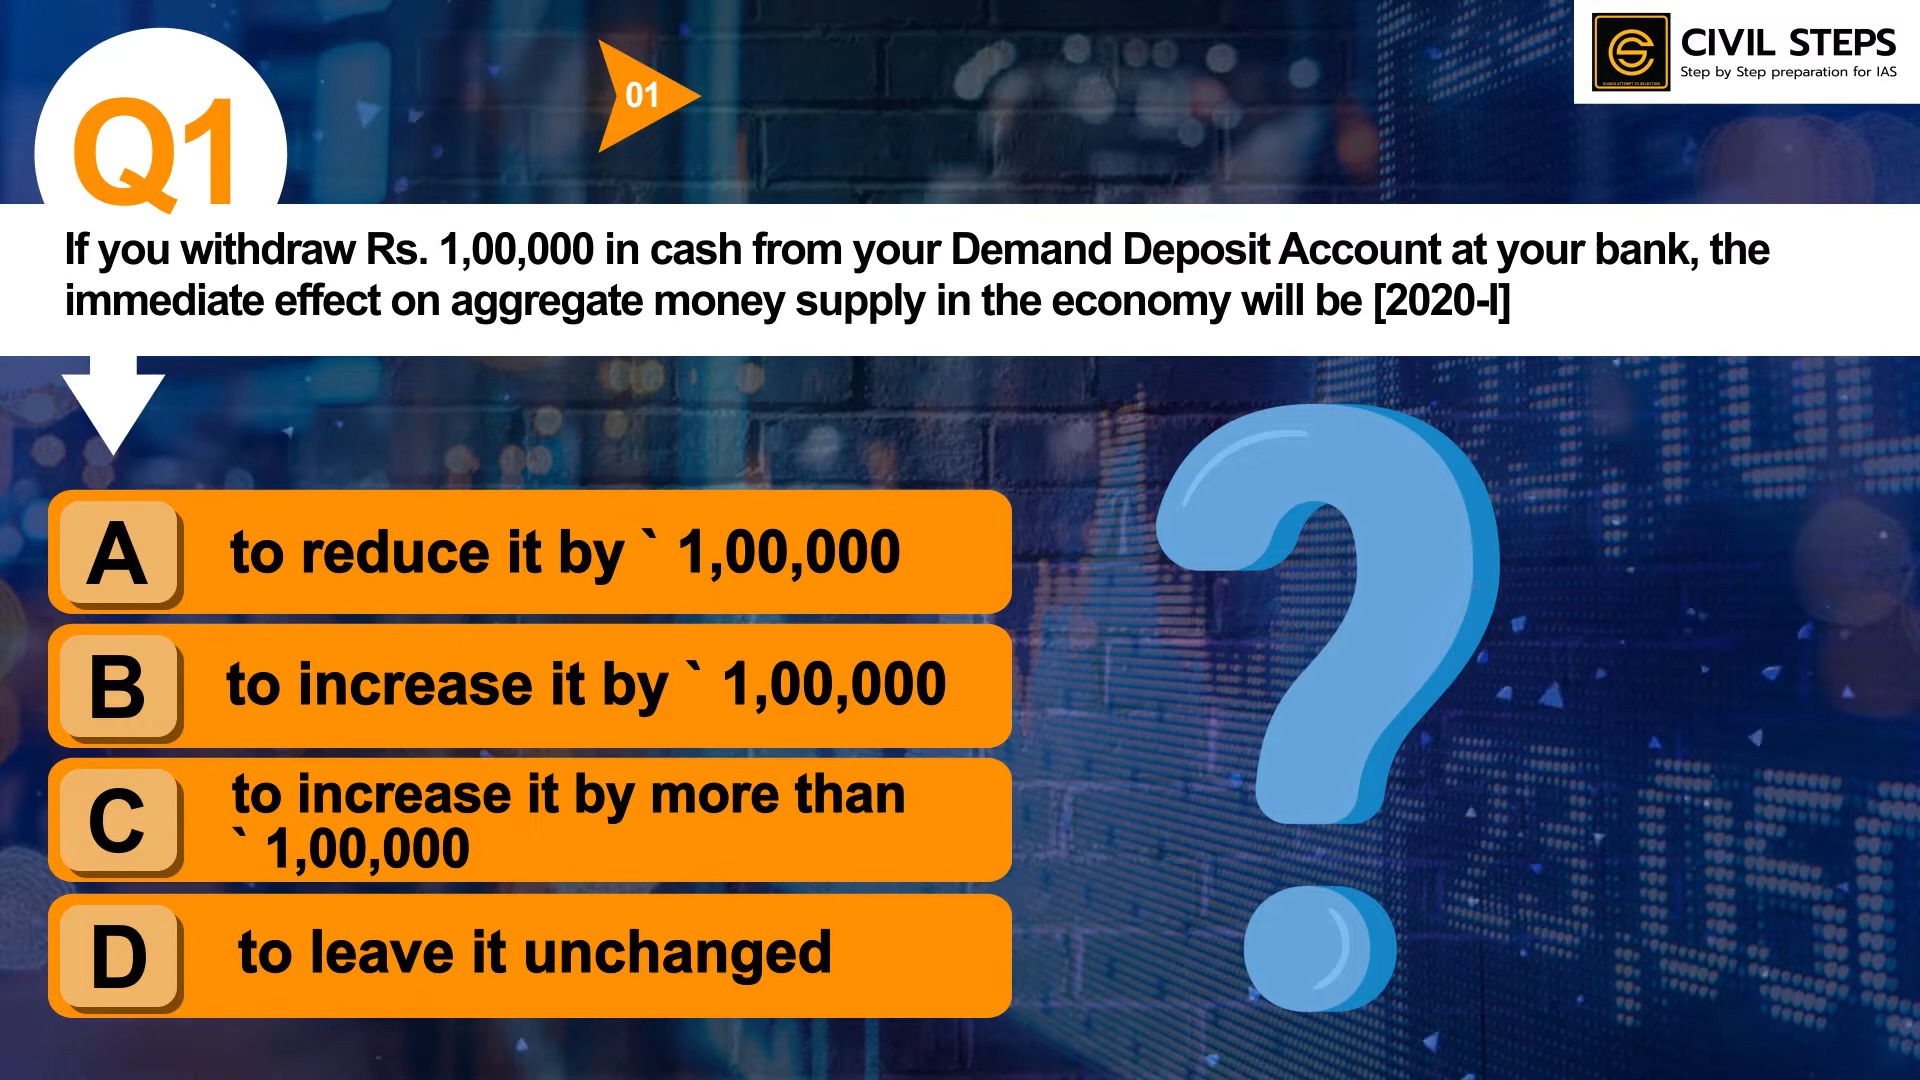 01
CIVIL STEPS
Step by Step preparation for IAS
Q1
If you withdraw Rs. 1,00,000 in cash from your Demand Deposit Account at your bank, the
immediate effect on aggregate money supply in the economy will be [2020-I]
A
to reduce it by ` 1,00,000
B
to increase it by ` 1,00,000
C
to increase it by more than
` 1,00,000
D
to leave it unchanged